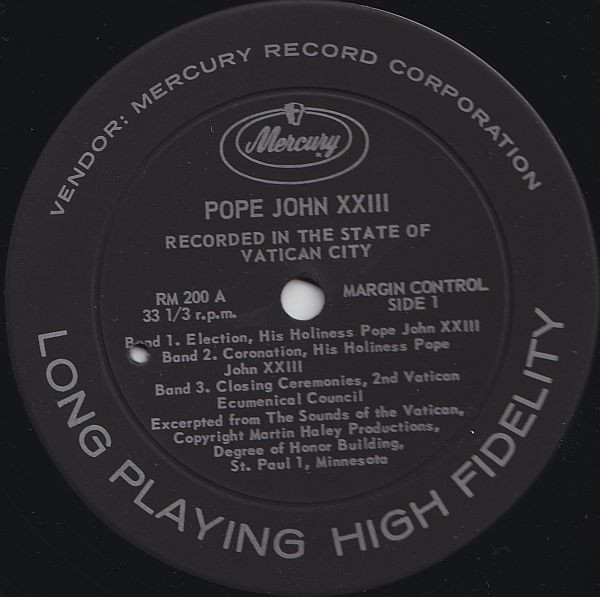 VENDOR: MERCURY RECORD CORPORATION
Mercury
POPE JOHN XXIII
RECORDED IN THE STATE OF
VATICAN CITY
RM 200 A
33 1/3 r.p.m.
MARGIN CONTROL
SIDE 1
Band 1. Election, His Holiness Pope John XXIII
Band 2. Coronation, His Holiness Pope
John XXIII
Band 3. Closing Ceremonies, 2nd Vatican
Ecumenical Council
Excerpted from The Sounds of the Vatican,
Copyright Martin Haley Productions,
Degree of Honor Building,
St. Paul 1, Minnesota
LONG PLAYING HIGH FIDELITY